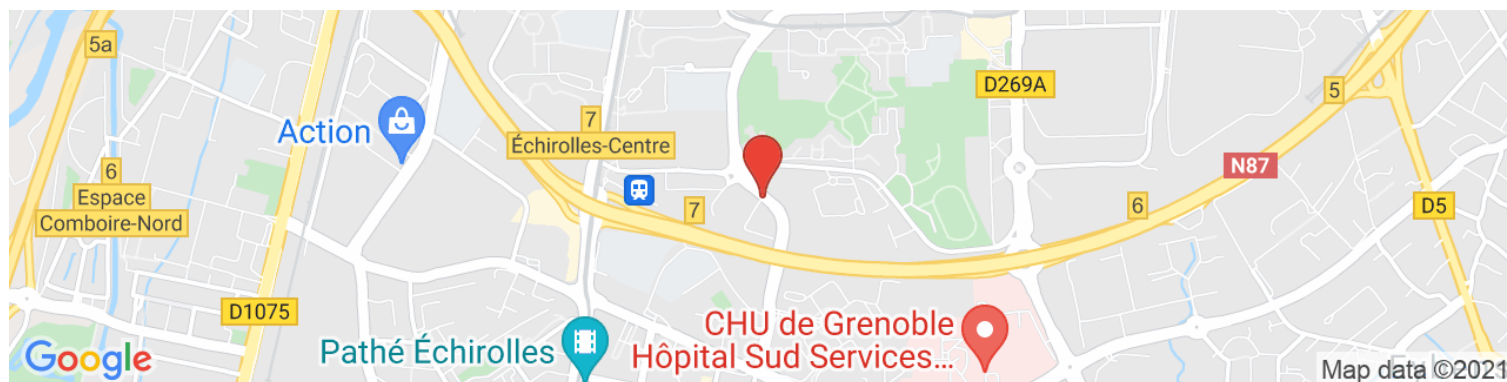 5a
Action
7
Échirolles-Centre
D269A
5
N87
6
Espace
Comboire-Nord
7
6
D5
D1075
Pathé Échirolles
CHU de Grenoble
Hôpital Sud Services...
Google
Map data ©2021